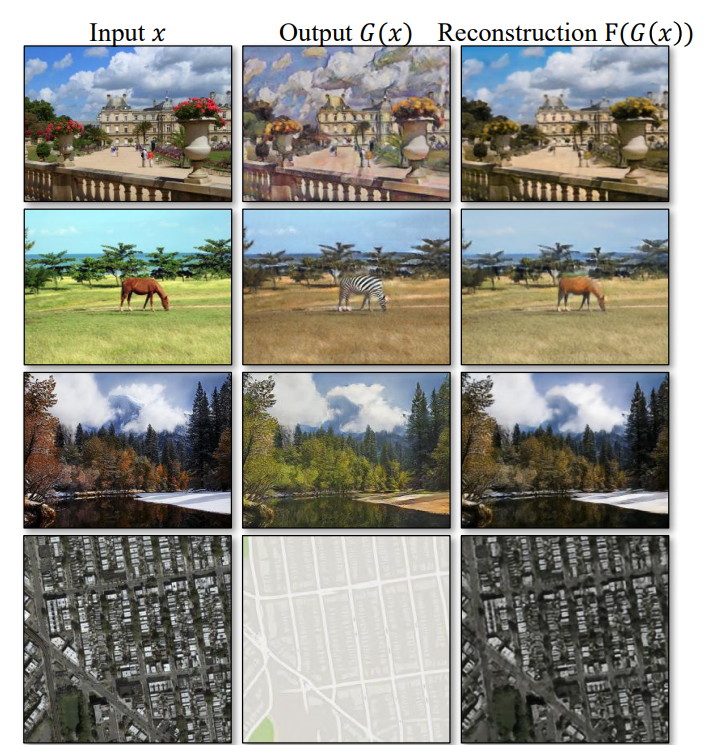 Input x
Output G(x)
Reconstruction F(G(x))